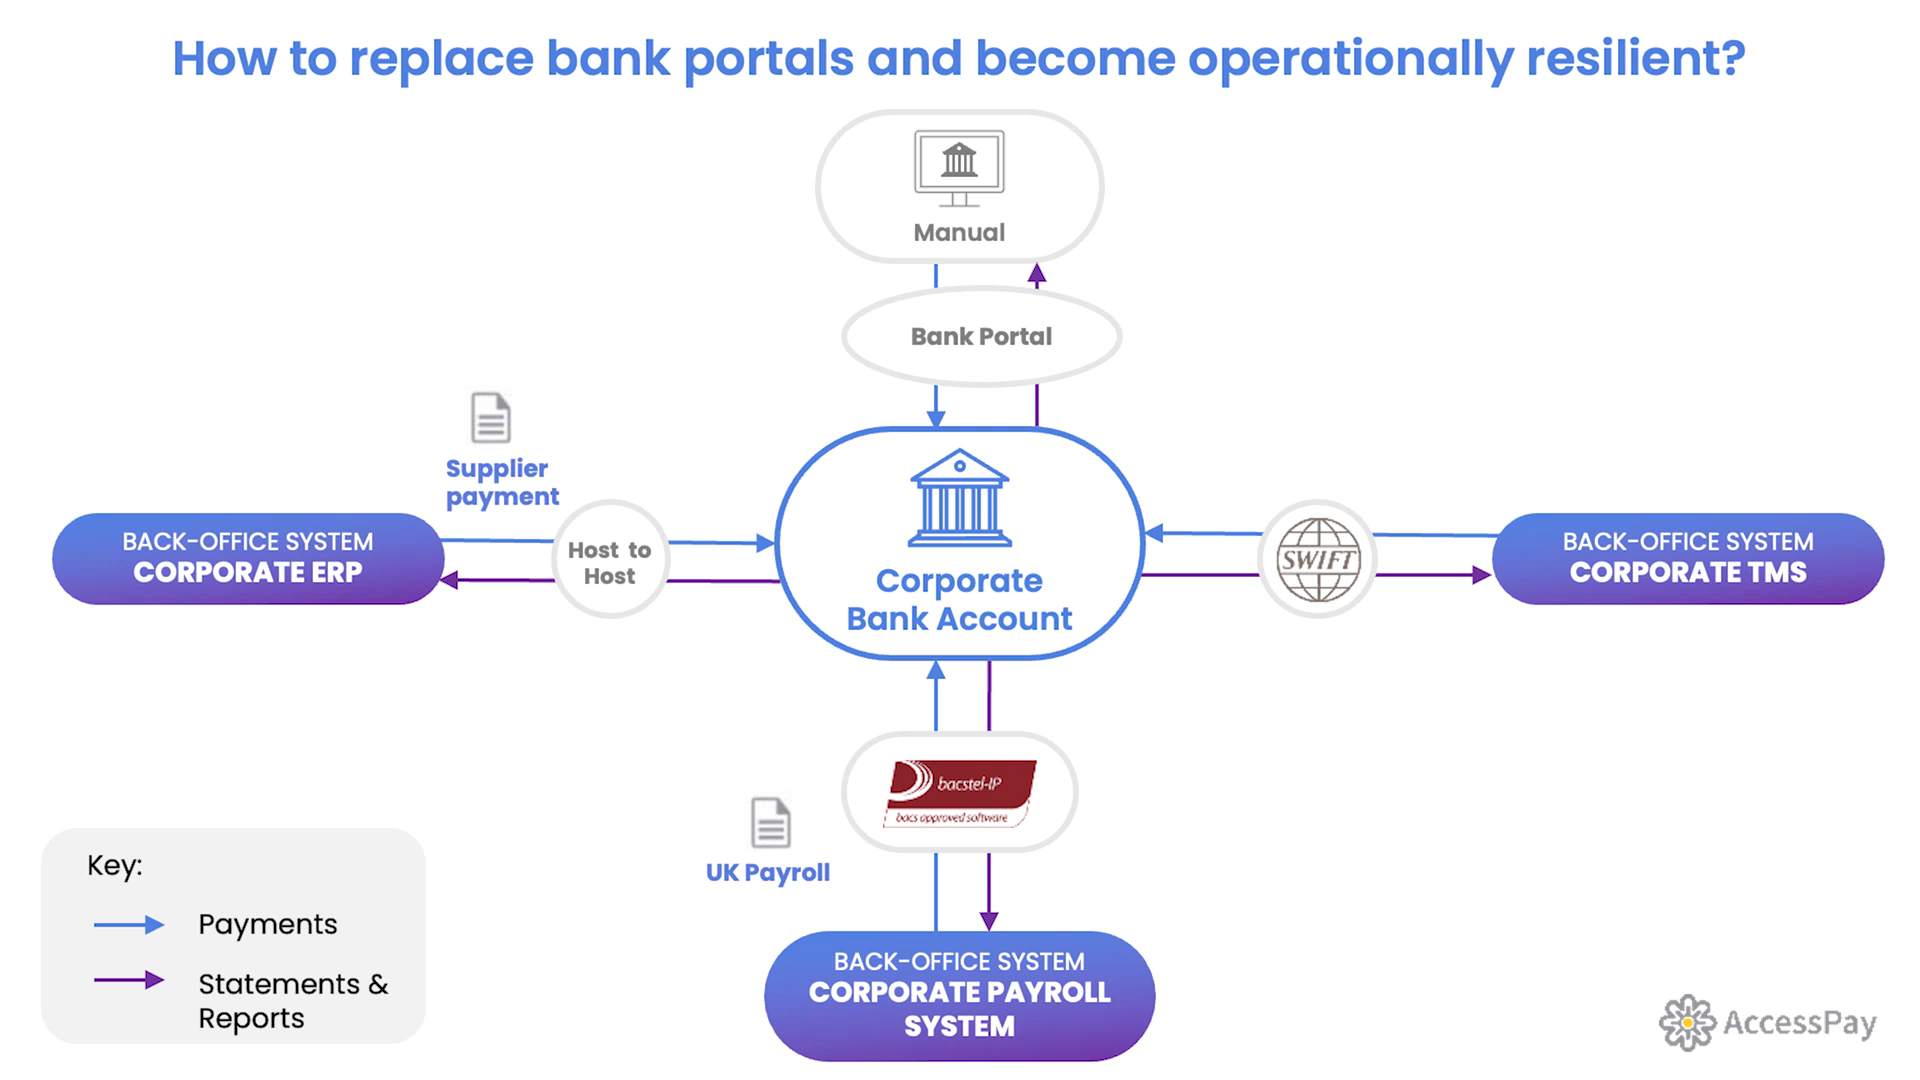 How to replace bank portals and become operationally resilient?
Manual
Bank Portal
Supplier
payment
BACK-OFFICE SYSTEM
CORPORATE ERP
Host to
Host
Corporate
Bank Account
SWIFT
BACK-OFFICE SYSTEM
CORPORATE TMS
bacstel-IP
bacs approved software
UK Payroll
BACK-OFFICE SYSTEM
CORPORATE PAYROLL
SYSTEM
Key:
Payments
Statements &
Reports
AccessPay